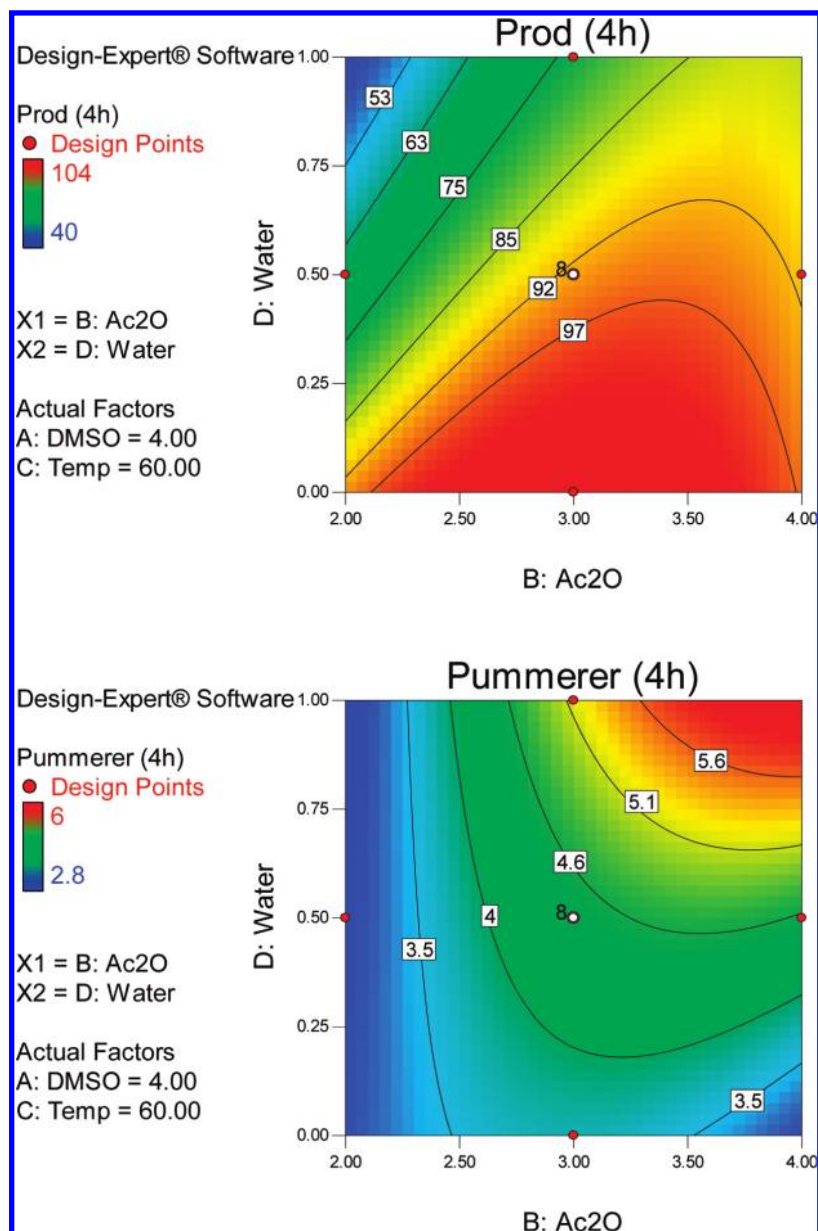 Design-Expert® Software
Prod (4h)
Design Points
104
40
X1 = B: Ac2O
X2 = D: Water
Actual Factors
A: DMSO = 4.00
C: Temp = 60.00
Prod (4h)
1.00
0.75
0.50
0.25
0.00
D: Water
53
63
75
85
92
97
8
2.00 2.50 3.00 3.50 4.00
B: Ac2O
Design-Expert® Software
Pummerer (4h)
Design Points
6
2.8
X1 = B: Ac2O
X2 = D: Water
Actual Factors
A: DMSO = 4.00
C: Temp = 60.00
Pummerer (4h)
1.00
0.75
0.50
0.25
0.00
D: Water
5.6
5.1
4.6
4
3.5
3.5
8
2.00 2.50 3.00 3.50 4.00
B: Ac2O